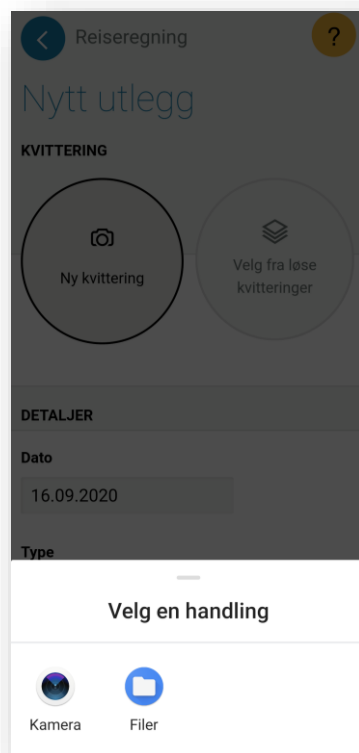 Reiseregning
?
Nytt utlegg
KVITTERING
Ny kvittering
Velg fra løse
kvitteringer
DETALJER
Dato
16.09.2020
Type
Velg en handling
Kamera
Filer